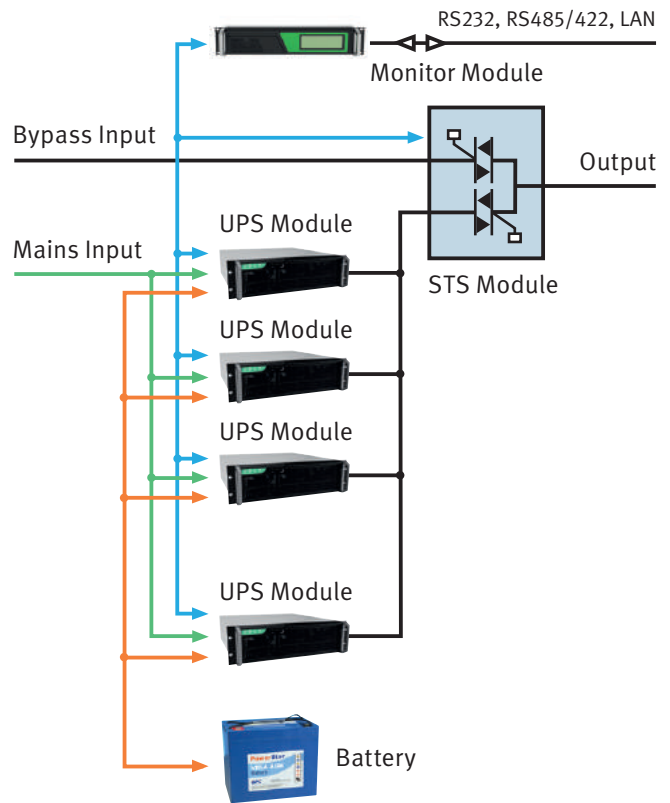 RS232, RS485/422, LAN
Monitor Module
Bypass Input
Output
UPS Module
Mains Input
STS Module
UPS Module
UPS Module
UPS Module
PowerStar
Battery